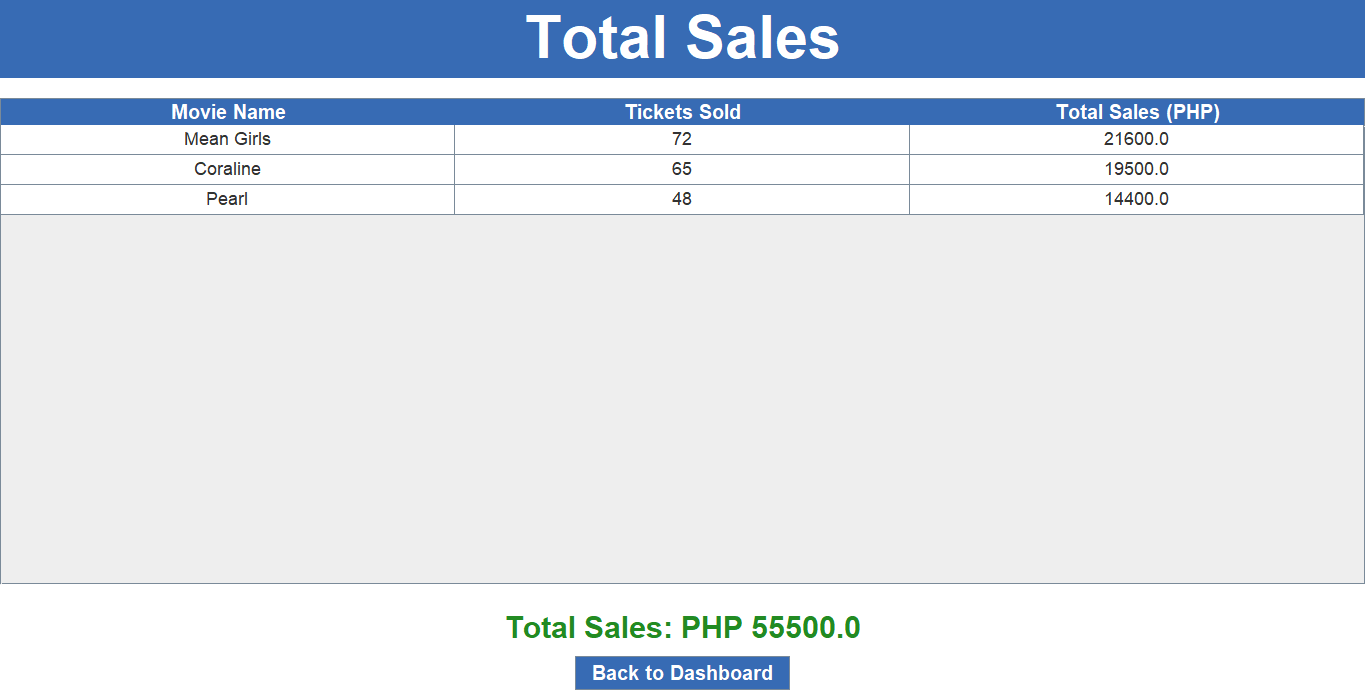 Total Sales
Movie Name Tickets Sold Total Sales (PHP)
Mean Girls 72 21600.0
Coraline 65 19500.0
Pearl 48 14400.0
Total Sales: PHP 55500.0
Back to Dashboard